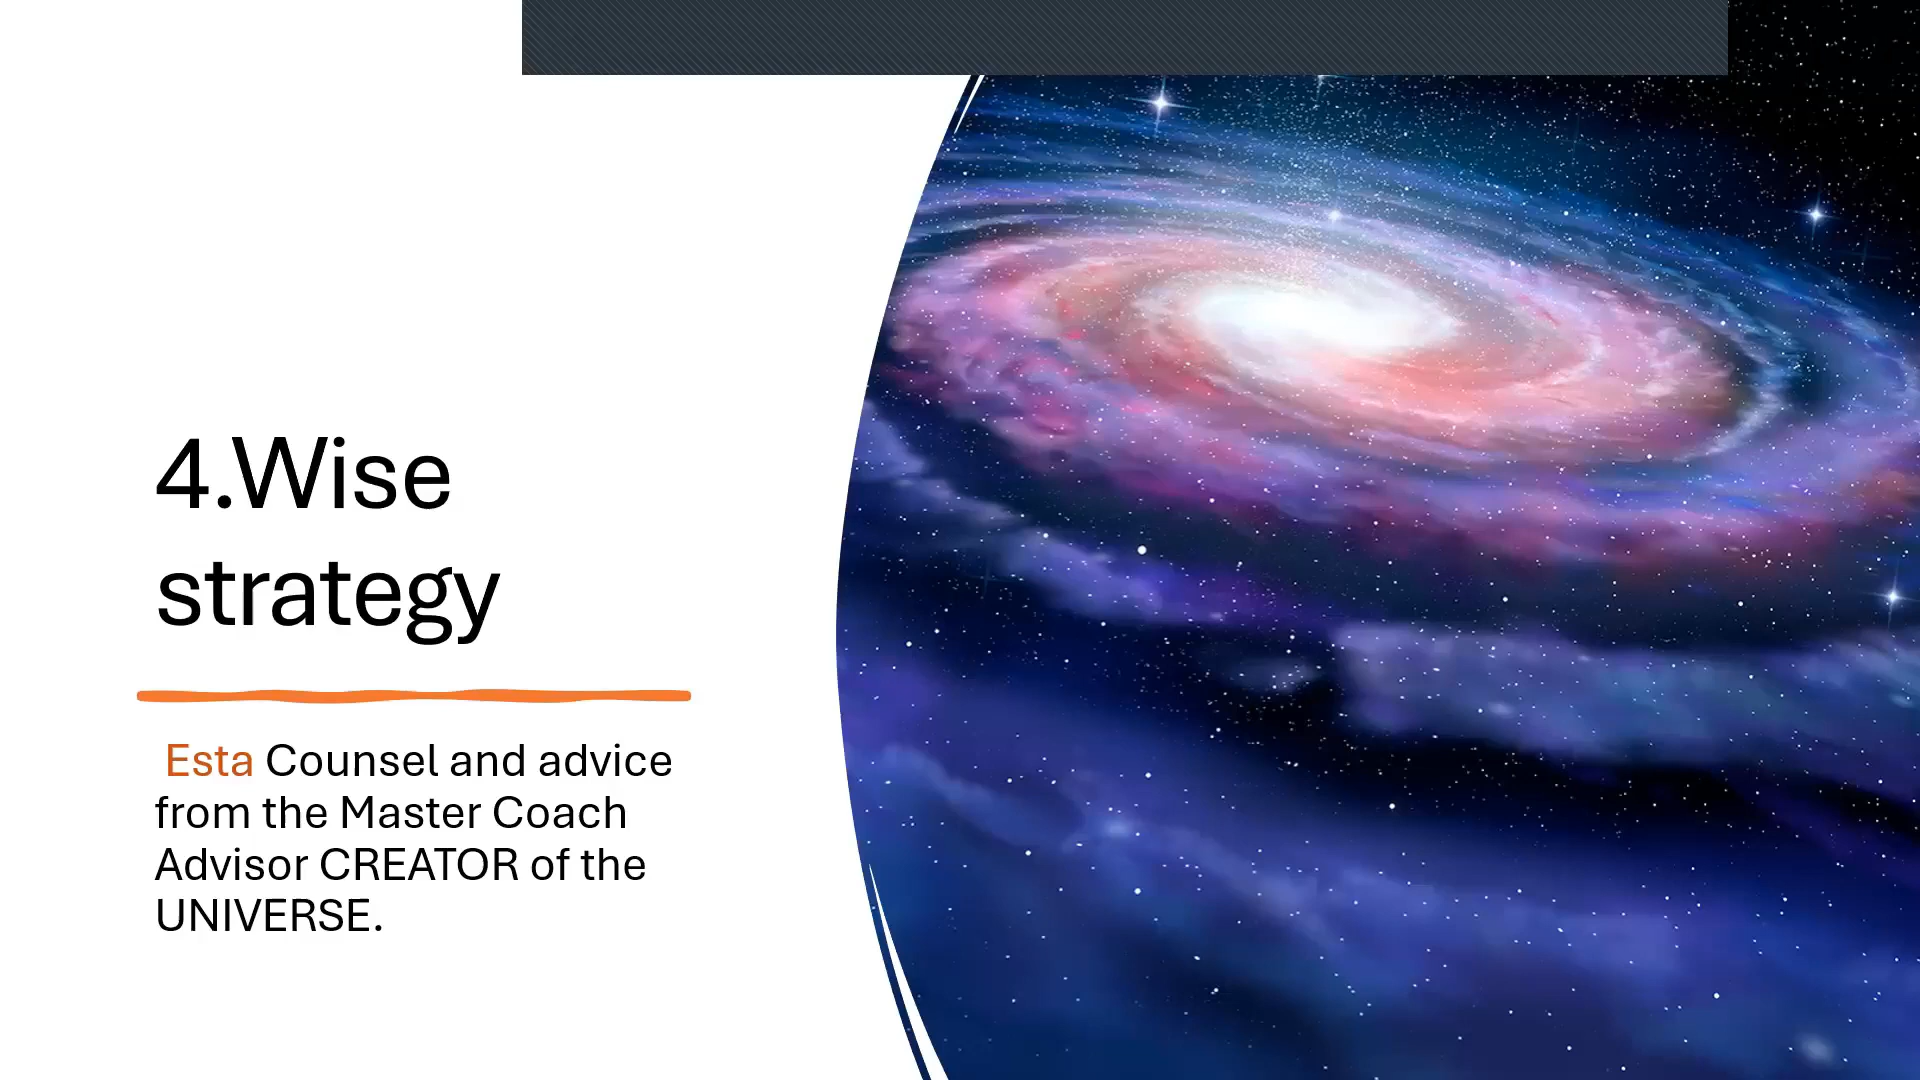 4.Wise
strategy
Esta Counsel and advice
from the Master Coach
Advisor CREATOR of the
UNIVERSE.